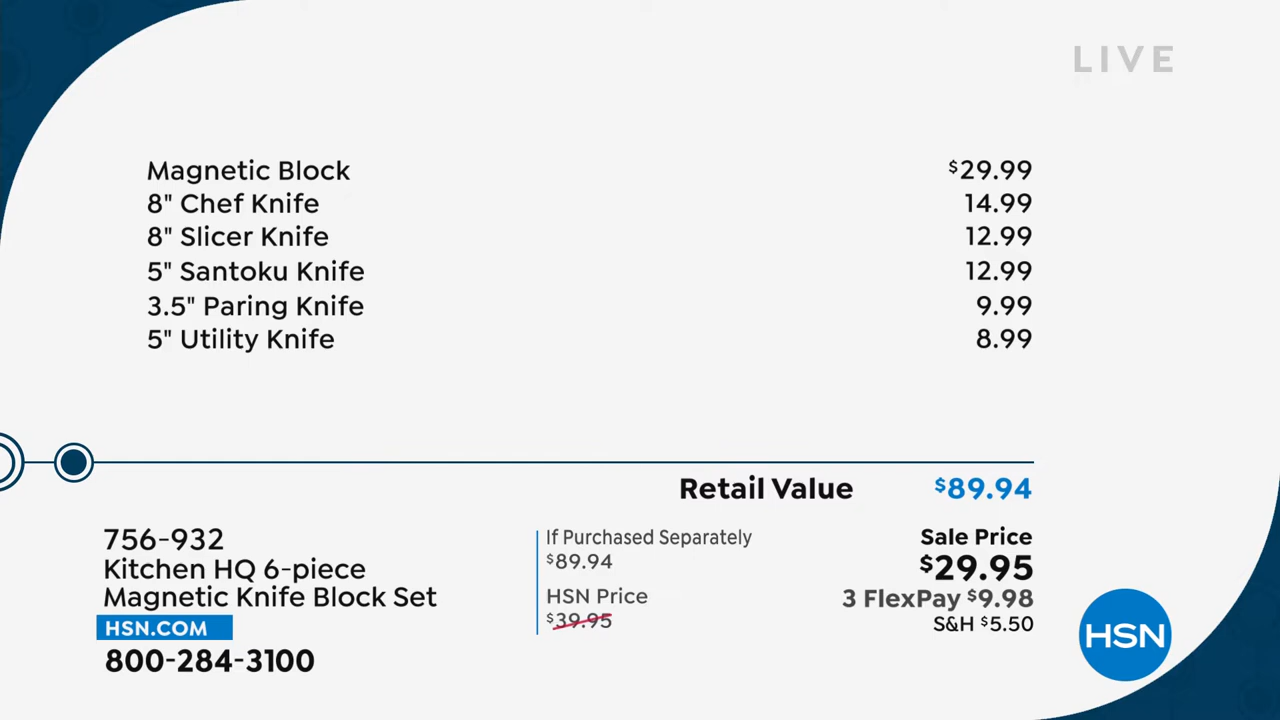 LIVE
Magnetic Block $29.99
8" Chef Knife 14.99
8" Slicer Knife 12.99
5" Santoku Knife 12.99
3.5" Paring Knife 9.99
5" Utility Knife 8.99
Retail Value $89.94
756-932
Kitchen HQ 6-piece
Magnetic Knife Block Set
HSN.COM
800-284-3100
If Purchased Separately
$89.94
HSN Price
$39.95
Sale Price
$29.95
3 FlexPay $9.98
S&H $5.50
HSN